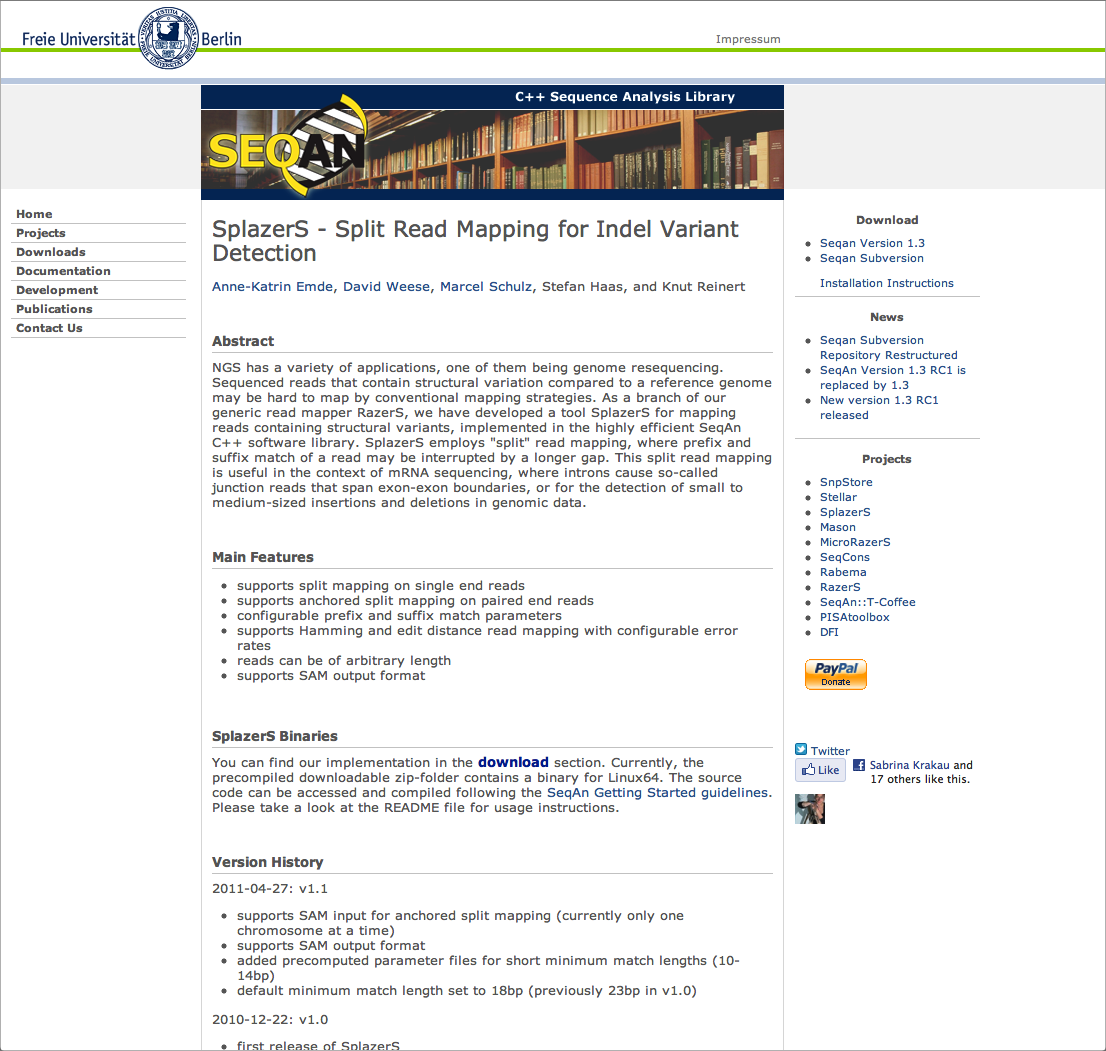 Freie Universität Berlin
Impressum
C++ Sequence Analysis Library
SEQAN
Home
Projects
Downloads
Documentation
Development
Publications
Contact Us
SplazerS - Split Read Mapping for Indel Variant
Detection
Anne-Katrin Emde, David Weese, Marcel Schulz, Stefan Haas, and Knut Reinert
Abstract
NGS has a variety of applications, one of them being genome resequencing.
Sequenced reads that contain structural variation compared to a reference genome
may be hard to map by conventional mapping strategies. As a branch of our
generic read mapper RazerS, we have developed a tool SplazerS for mapping
reads containing structural variants, implemented in the highly efficient SeqAn
C++ software library. SplazerS employs "split" read mapping, where prefix and
suffix match of a read may be interrupted by a longer gap. This split read mapping
is useful in the context of mRNA sequencing, where introns cause so-called
junction reads that span exon-exon boundaries, or for the detection of small to
medium-sized insertions and deletions in genomic data.
Main Features
supports split mapping on single end reads
supports anchored split mapping on paired end reads
configurable prefix and suffix match parameters
supports Hamming and edit distance read mapping with configurable error
rates
reads can be of arbitrary length
supports SAM output format
SplazerS Binaries
You can find our implementation in the download section. Currently, the
precompiled downloadable zip-folder contains a binary for Linux64. The source
code can be accessed and compiled following the SeqAn Getting Started guidelines.
Please take a look at the README file for usage instructions.
Version History
2011-04-27: v1.1
supports SAM input for anchored split mapping (currently only one
chromosome at a time)
supports SAM output format
added precomputed parameter files for short minimum match lengths (10-
14bp)
default minimum match length set to 18bp (previously 23bp in v1.0)
2010-12-22: v1.0
first release of SplazerS
Download
Seqan Version 1.3
Seqan Subversion
Installation Instructions
News
Seqan Subversion
Repository Restructured
SeqAn Version 1.3 RC1 is
replaced by 1.3
New version 1.3 RC1
released
Projects
SnpStore
Stellar
SplazerS
Mason
MicroRazerS
SeqCons
Rabema
RazerS
SeqAn::T-Coffee
PISAtoolbox
DFI
PayPal
Donate
Twitter
Like
Sabrina Krakau and
17 others like this.